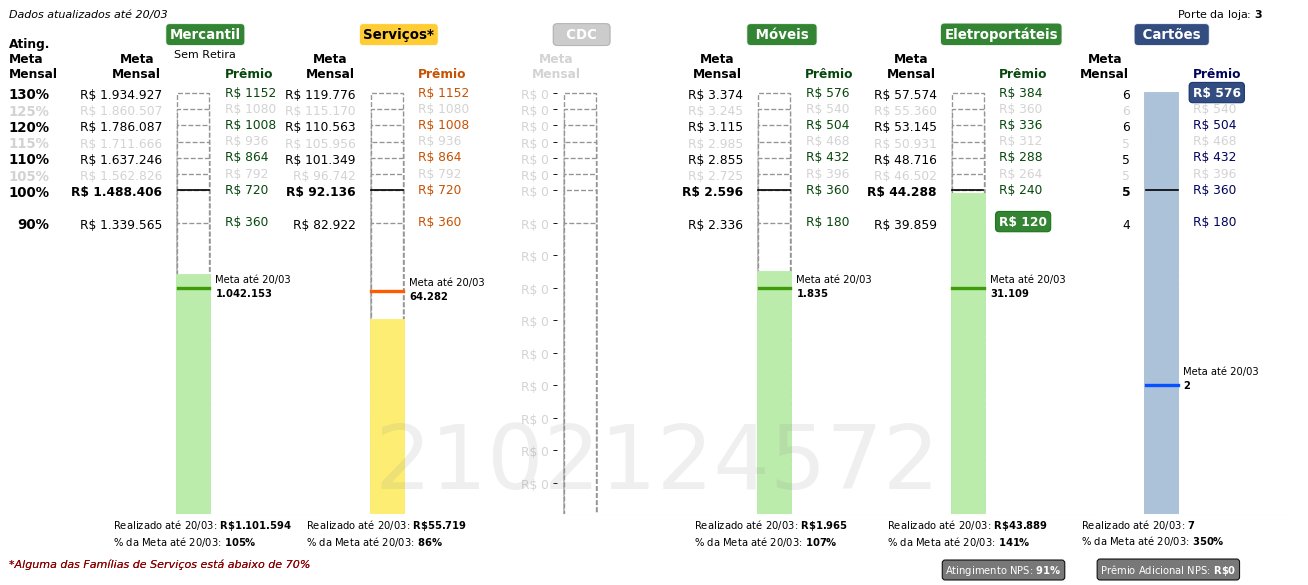 Dados atualizados até 20/03 Porte da loja: 3
Mercantil Serviços* CDC Móveis Eletroportáteis Cartões
Sem Retira
Ating. Meta Mensal Meta Mensal Prêmio Meta Mensal Prêmio Meta Mensal Meta Mensal Prêmio Meta Mensal Prêmio Meta Mensal Prêmio
130% R$ 1.934.927 R$ 1152 R$ 119.776 R$ 1152 R$ 0 R$ 3.374 R$ 576 R$ 57.574 R$ 384 6 R$ 576
125% R$ 1.860.507 R$ 1080 R$ 115.170 R$ 1080 R$ 0 R$ 3.245 R$ 540 R$ 55.360 R$ 360 6 R$ 540
120% R$ 1.786.087 R$ 1008 R$ 110.563 R$ 1008 R$ 0 R$ 3.115 R$ 504 R$ 53.145 R$ 336 6 R$ 504
115% R$ 1.711.666 R$ 936 R$ 105.956 R$ 936 R$ 0 R$ 2.985 R$ 468 R$ 50.931 R$ 312 5 R$ 468
110% R$ 1.637.246 R$ 864 R$ 101.349 R$ 864 R$ 0 R$ 2.855 R$ 432 R$ 48.716 R$ 288 5 R$ 432
105% R$ 1.562.826 R$ 792 R$ 96.742 R$ 792 R$ 0 R$ 2.725 R$ 396 R$ 46.502 R$ 264 5 R$ 396
100% R$ 1.488.406 R$ 720 R$ 92.136 R$ 720 R$ 0 R$ 2.596 R$ 360 R$ 44.288 R$ 240 5 R$ 360
90% R$ 1.339.565 R$ 360 R$ 82.922 R$ 360 R$ 0 R$ 2.336 R$ 180 R$ 39.859 R$ 120 4 R$ 180
R$ 0
R$ 0
R$ 0
R$ 0
R$ 0
R$ 0
R$ 0
R$ 0
Meta até 20/03
1.042.153
Meta até 20/03
64.282
Meta até 20/03
1.835
Meta até 20/03
31.109
Meta até 20/03
2
2102124572
Realizado até 20/03: R$1.101.594
% da Meta até 20/03: 105%
Realizado até 20/03: R$55.719
% da Meta até 20/03: 86%
Realizado até 20/03: R$1.965
% da Meta até 20/03: 107%
Realizado até 20/03: R$43.889
% da Meta até 20/03: 141%
Realizado até 20/03: 7
% da Meta até 20/03: 350%
*Alguma das Famílias de Serviços está abaixo de 70%
Atingimento NPS: 91% Prêmio Adicional NPS: R$0